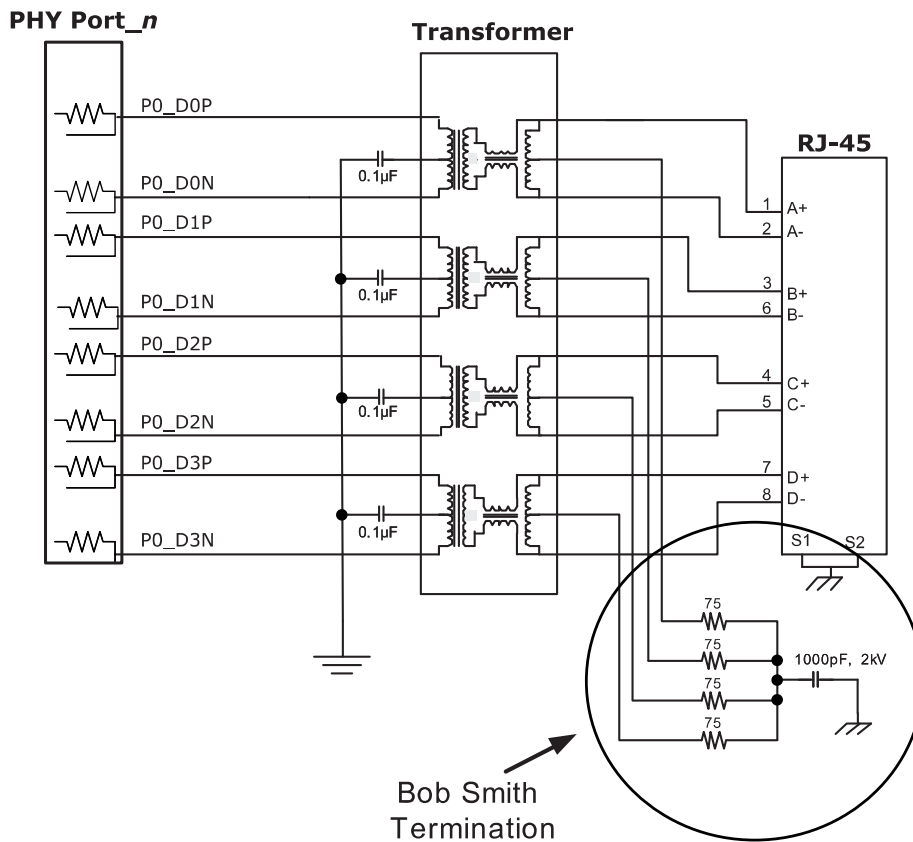 PHY Port_n
Transformer
RJ-45
P0_D0P
0.1µF
P0_D0N
P0_D1P
0.1µF
P0_D1N
P0_D2P
0.1µF
P0_D2N
P0_D3P
0.1µF
P0_D3N
1 A+
2 A-
3 B+
6 B-
4 C+
5 C-
7 D+
8 D-
S1 S2
75
75
75
75
1000pF, 2kV
Bob Smith
Termination